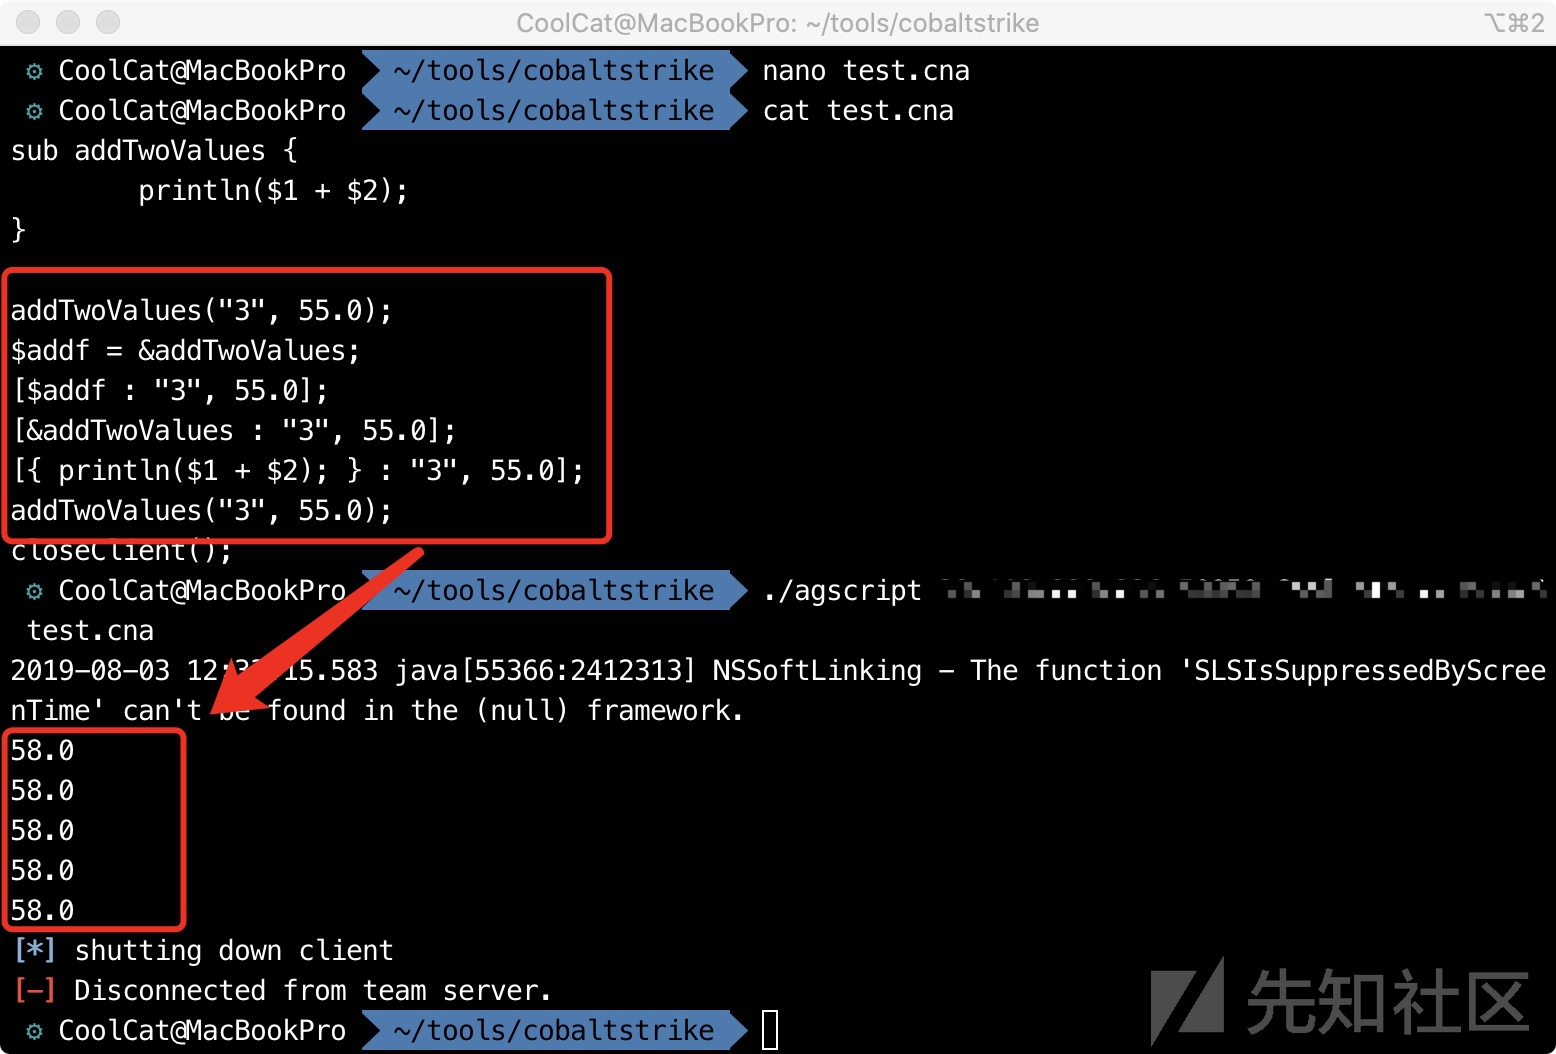 CoolCat@MacBookPro: ~/tools/cobaltstrike
⌥⌘2
CoolCat@MacBookPro ~/tools/cobaltstrike nano test.cna
CoolCat@MacBookPro ~/tools/cobaltstrike cat test.cna
sub addTwoValues {
        println($1 + $2);
}
addTwoValues("3", 55.0);
$addf = &addTwoValues;
[$addf : "3", 55.0];
[&addTwoValues : "3", 55.0];
[{ println($1 + $2); } : "3", 55.0];
addTwoValues("3", 55.0);
closeClient();
CoolCat@MacBookPro ~/tools/cobaltstrike ./agscript
test.cna
2019-08-03 15.583 java[55366:2412313] NSSoftLinking - The function 'SLSIsSuppressedByScree
nTime' can't be found in the (null) framework.
58.0
58.0
58.0
58.0
58.0
[*] shutting down client
[-] Disconnected from team server.
CoolCat@MacBookPro ~/tools/cobaltstrike
先知社区